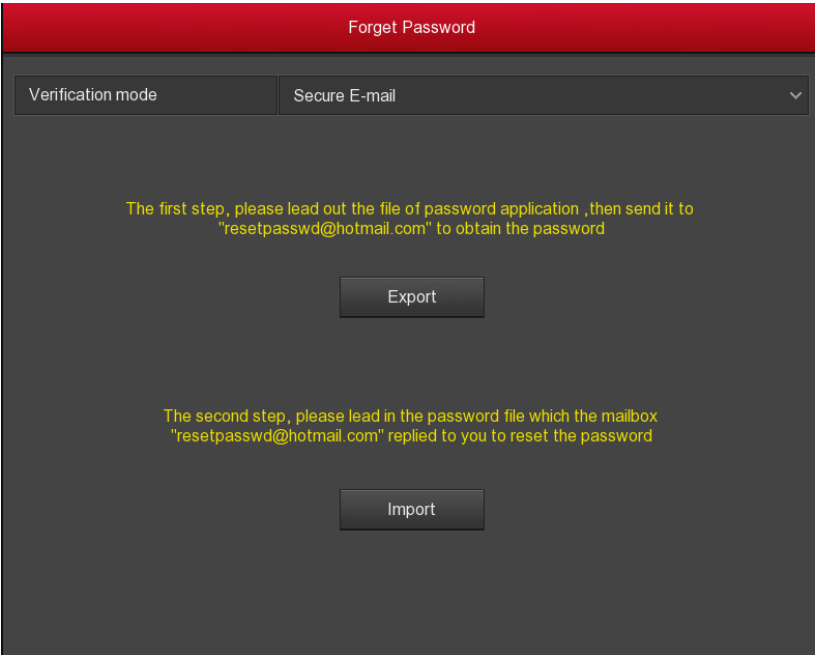 Forget Password
Verification mode
Secure E-mail
The first step, please lead out the file of password application ,then send it to
"resetpasswd@hotmail.com" to obtain the password
Export
The second step, please lead in the password file which the mailbox
"resetpasswd@hotmail.com" replied to you to reset the password
Import